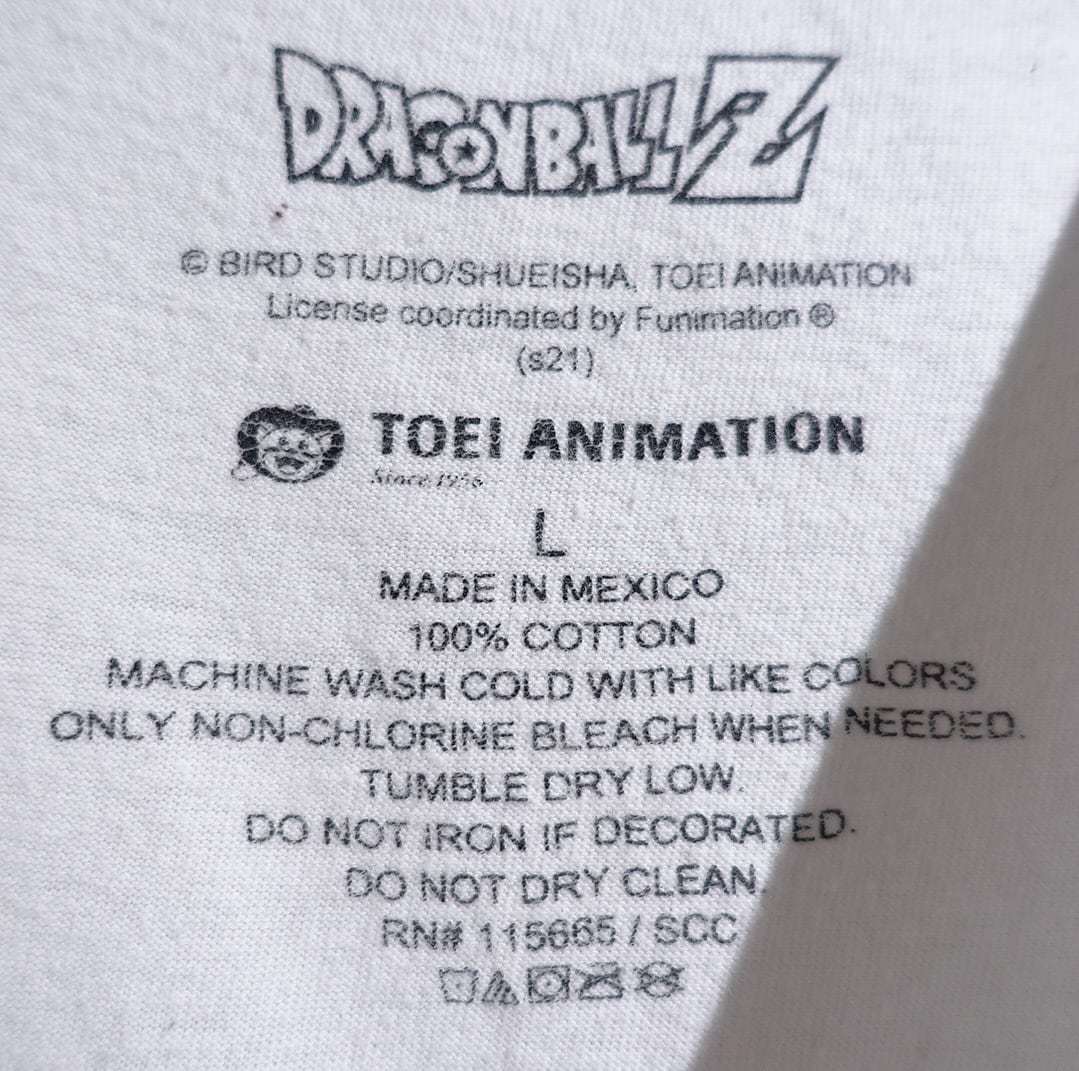 DRAGONBALL Z
© BIRD STUDIO/SHUEISHA, TOEI ANIMATION
License coordinated by Funimation ®
(s21)
TOEI ANIMATION
Since 1956
L
MADE IN MEXICO
100% COTTON
MACHINE WASH COLD WITH LIKE COLORS
ONLY NON-CHLORINE BLEACH WHEN NEEDED.
TUMBLE DRY LOW.
DO NOT IRON IF DECORATED.
DO NOT DRY CLEAN.
RN# 115665 / SCC